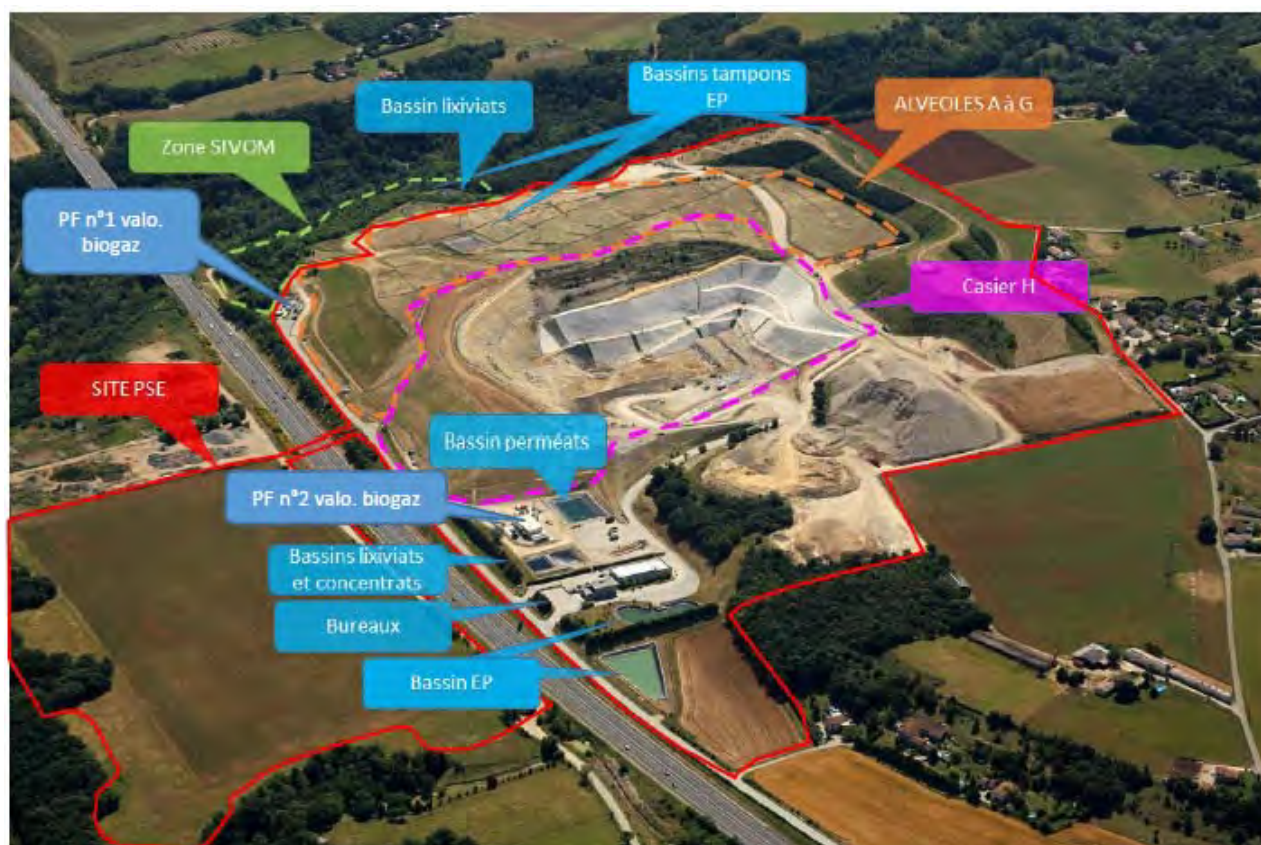 Bassins tampons
EP
Bassin lixiviats
ALVEOLES A à G
Zone SIVOM
PF n°1 valo.
biogaz
Casier H
SITE PSE
Bassin perméats
PF n°2 valo. biogaz
Bassins lixiviats
et concentrats
Bureaux
Bassin EP